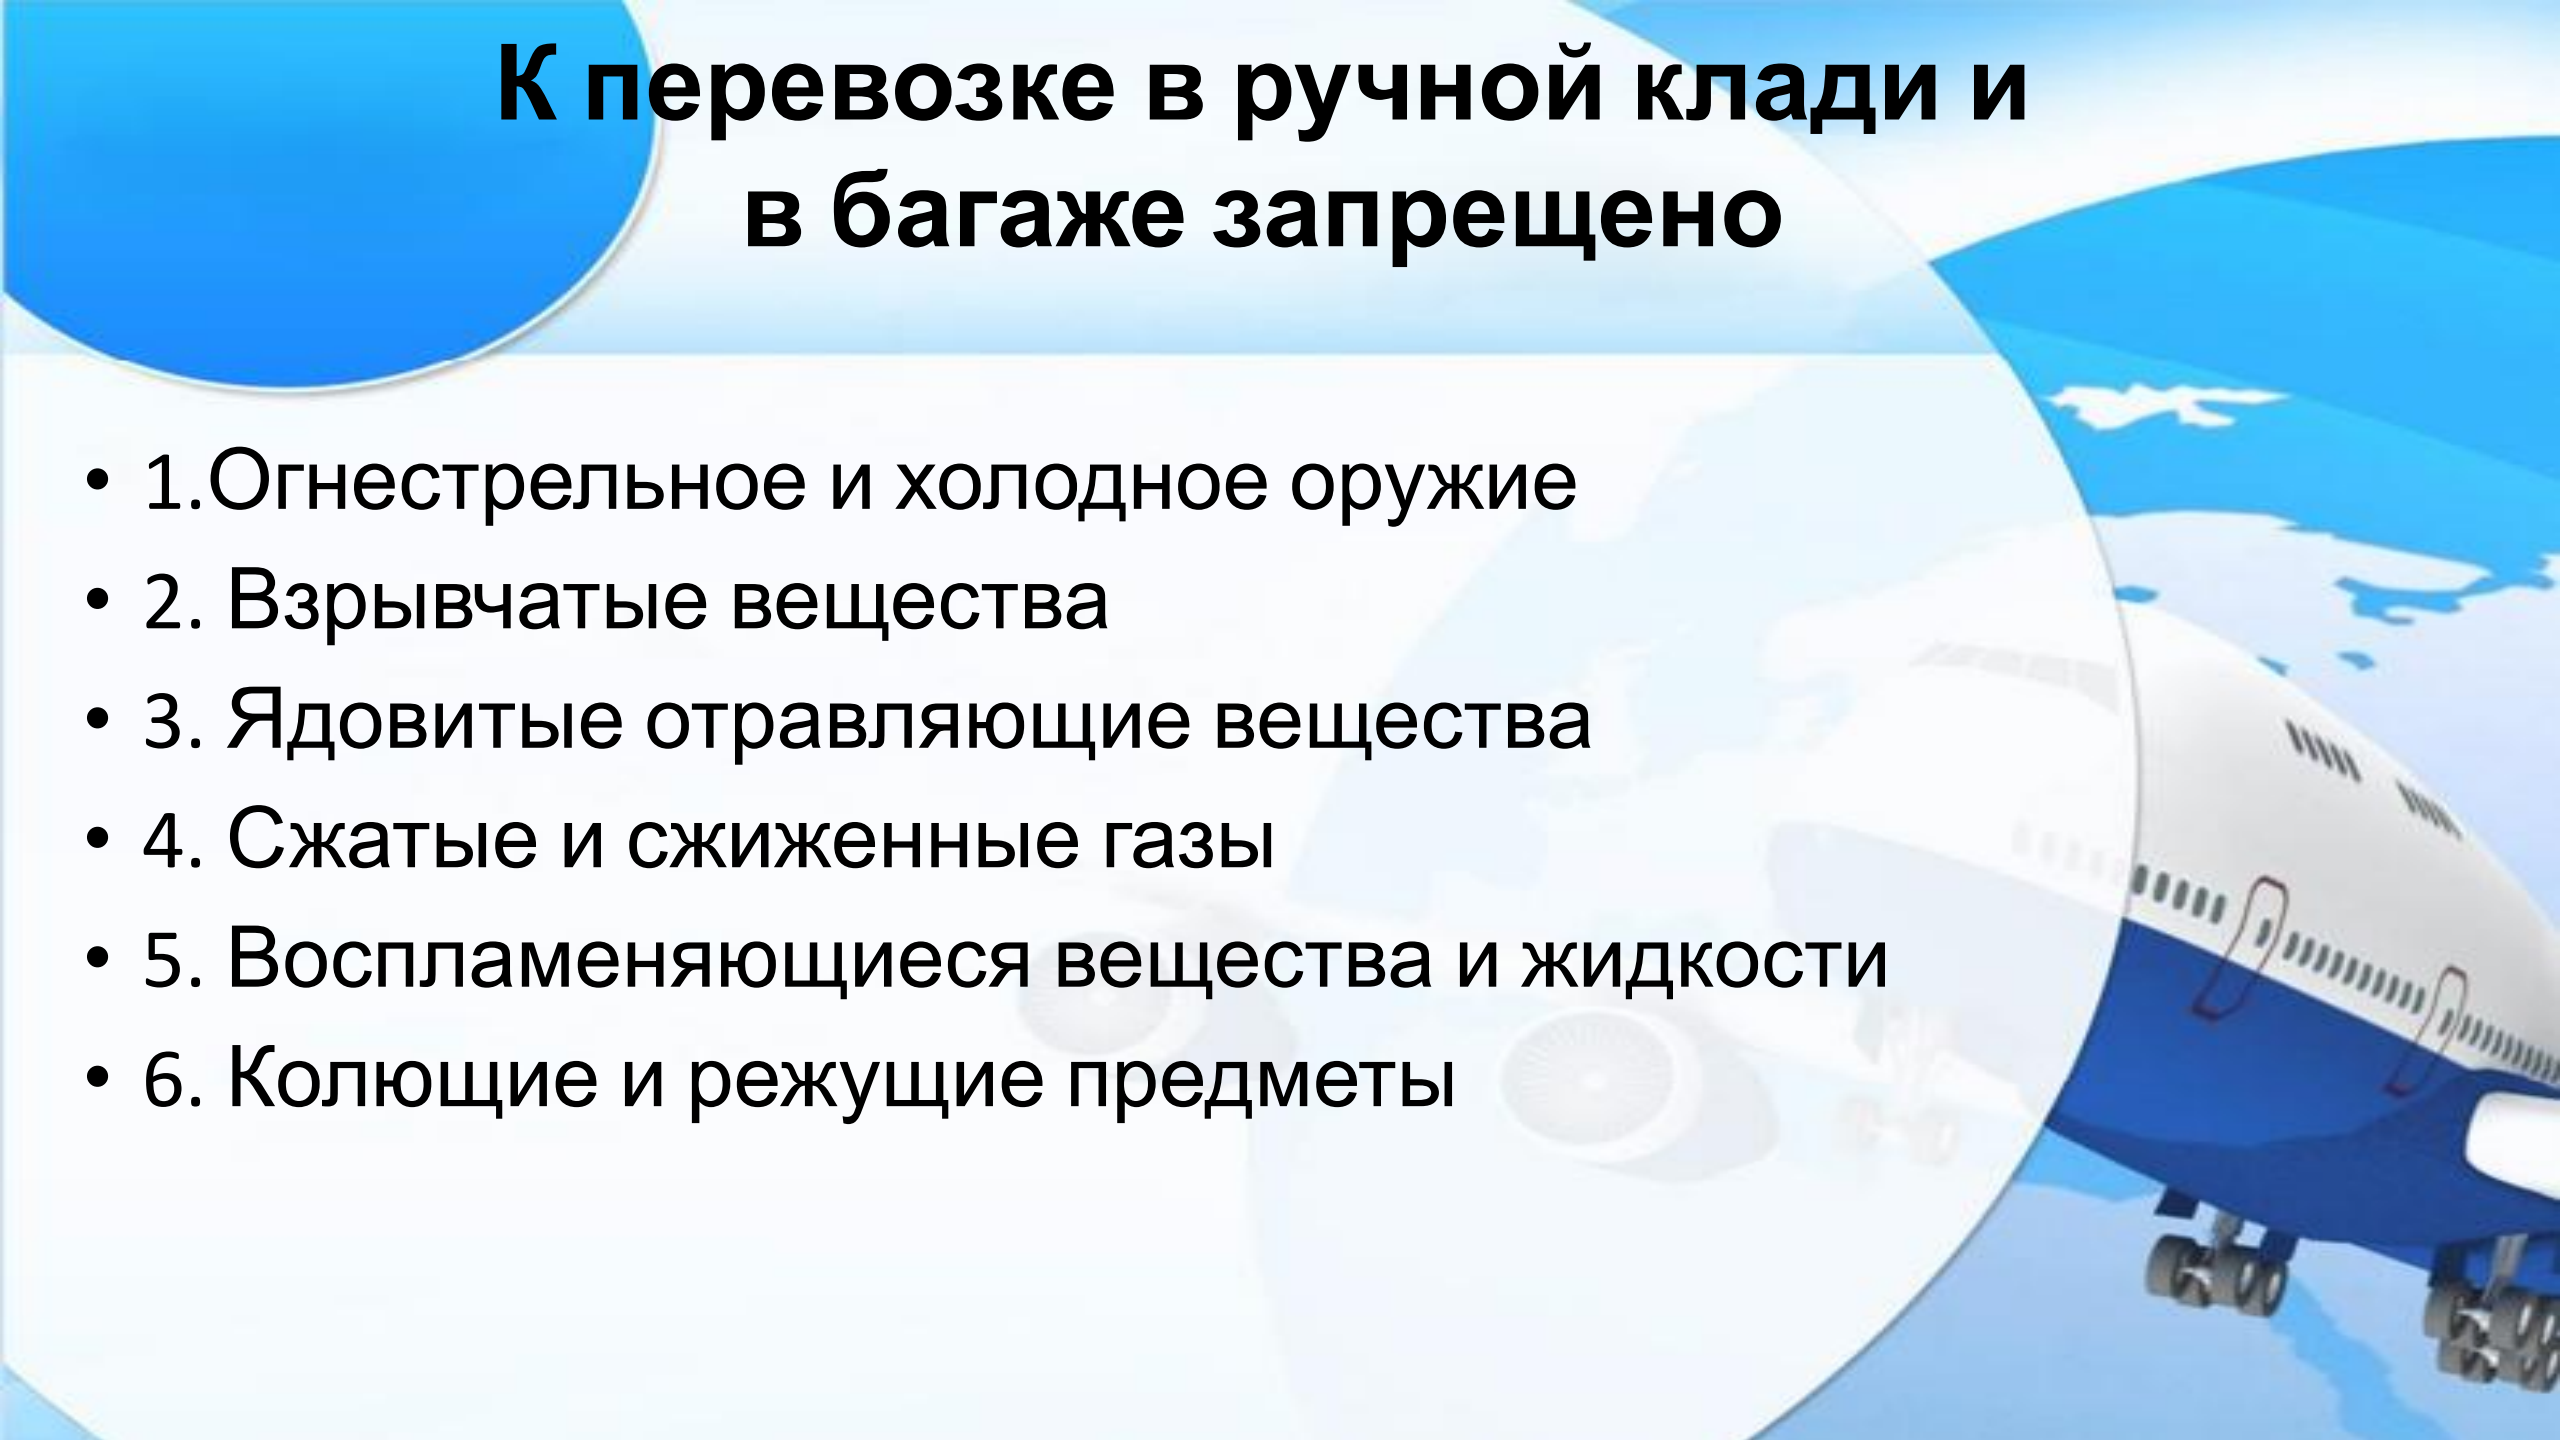 К перевозке в ручной клади и
в багаже запрещено
• 1.Огнестрельное и холодное оружие
• 2. Взрывчатые вещества
• 3. Ядовитые отравляющие вещества
• 4. Сжатые и сжиженные газы
• 5. Воспламеняющиеся вещества и жидкости
• 6. Колющие и режущие предметы